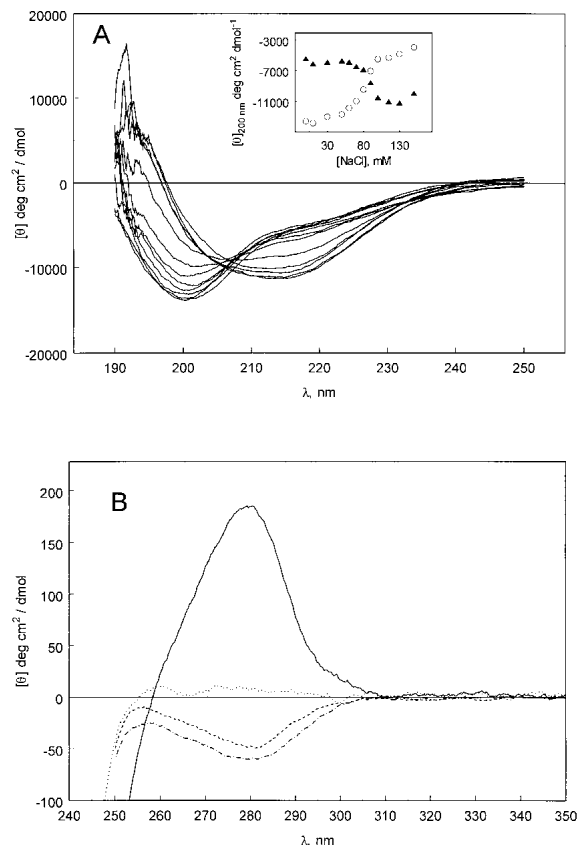 A
20000
10000
0
-10000
-20000
[θ] deg cm² / dmol
190 200 210 220 230 240 250
λ, nm
-3000
-7000
-11000
[θ]200 nm deg cm² dmol⁻¹
30 80 130
[NaCl], mM
B
200
150
100
50
0
-50
-100
[θ] deg cm² / dmol
240 250 260 270 280 290 300 310 320 330 340 350
λ, nm